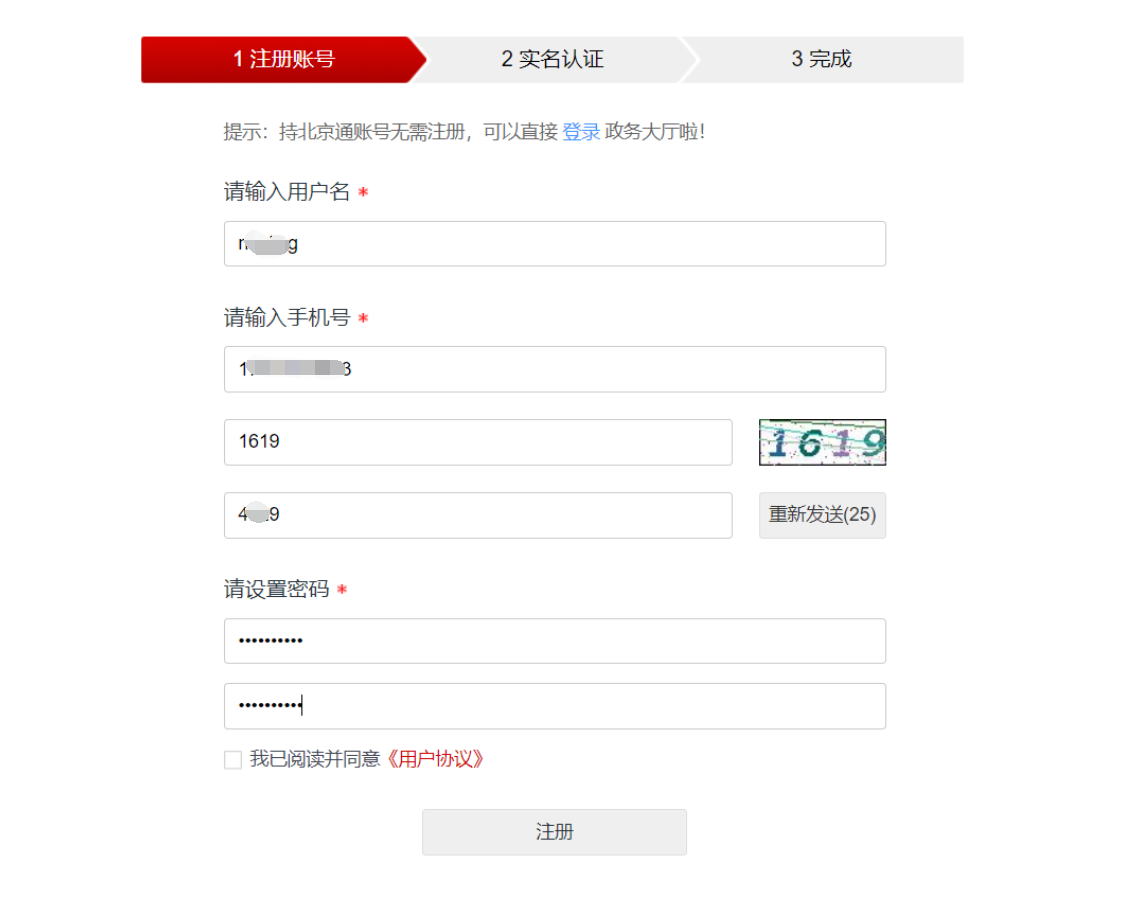 1 注册账号 2 实名认证 3 完成
提示：持北京通账号无需注册，可以直接 登录 政务大厅啦！
请输入用户名 *
请输入手机号 *
1619 1619
重新发送(25)
请设置密码 *
••••••••••
••••••••••
我已阅读并同意《用户协议》
注册